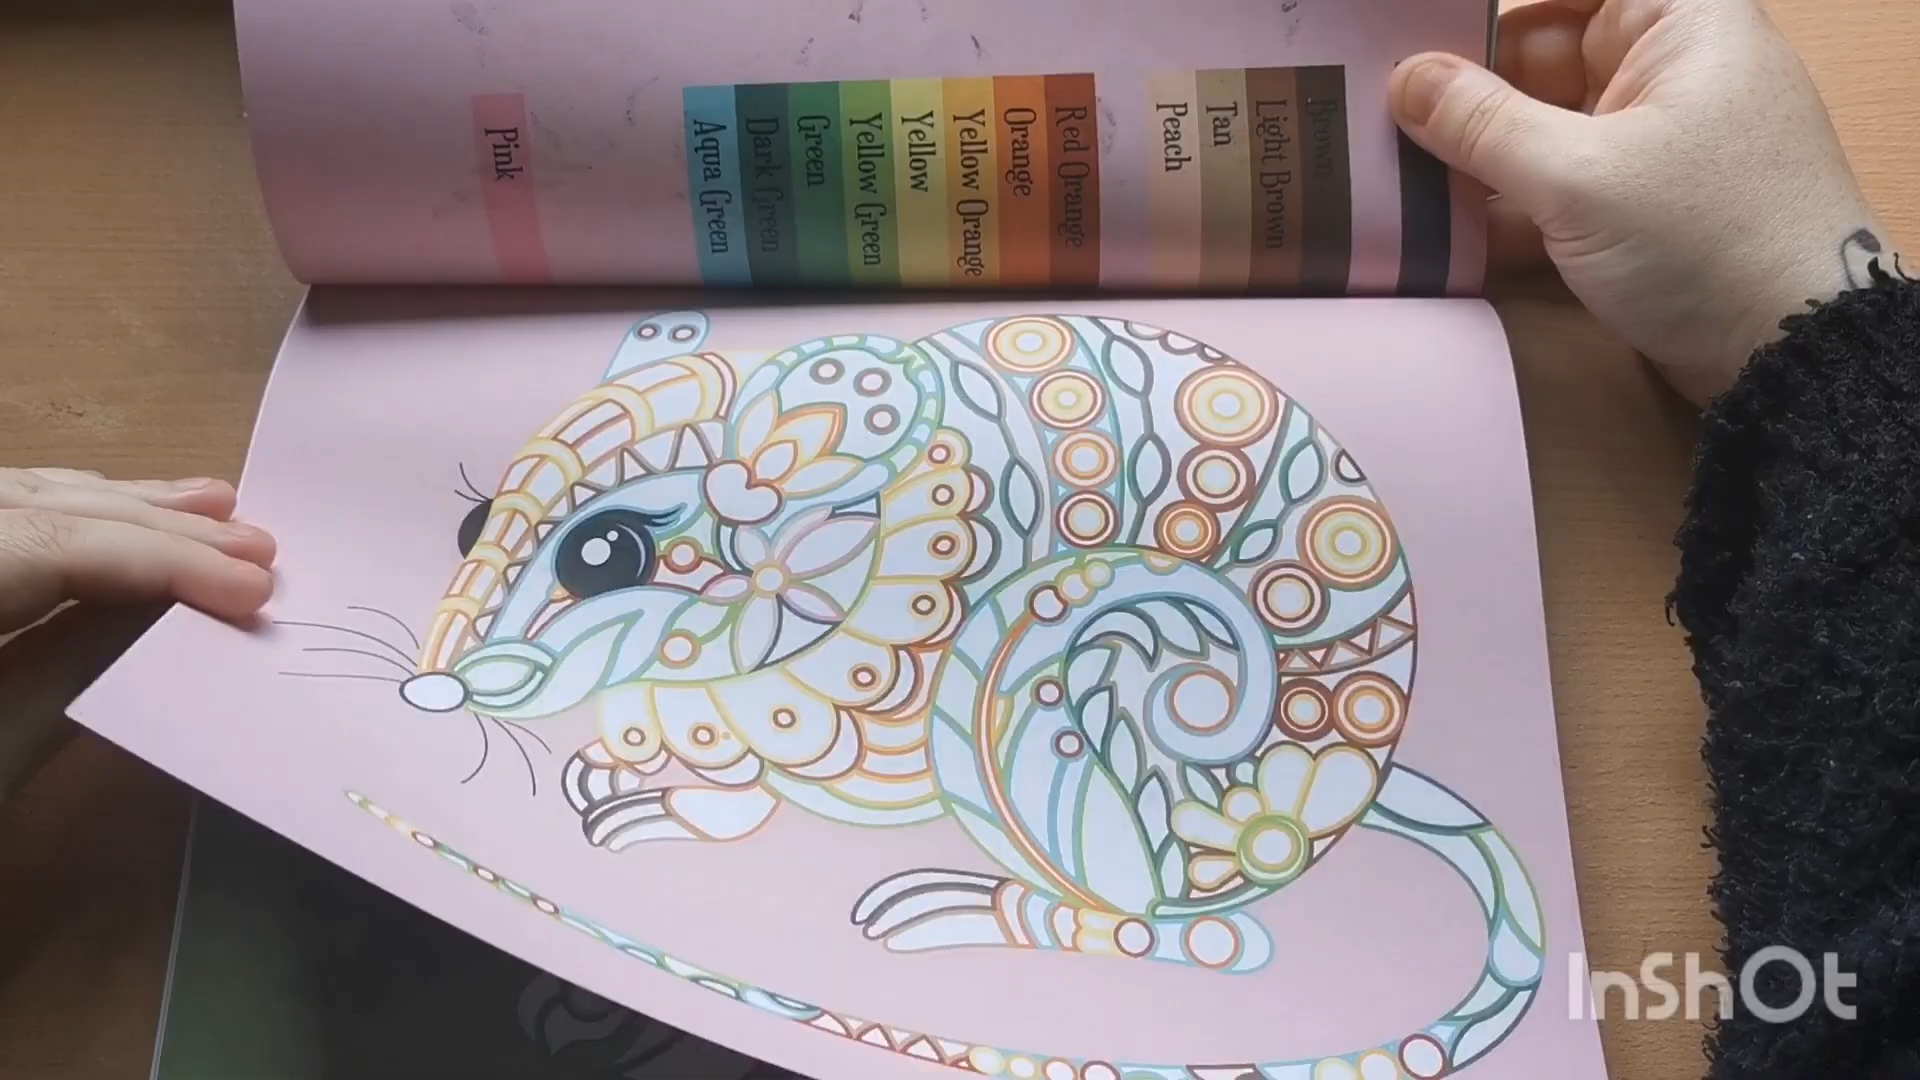 Pink
Aqua Green
Dark Green
Green
Yellow Green
Yellow
Yellow Orange
Orange
Red Orange
Peach
Tan
Light Brown
Brown
InShOt